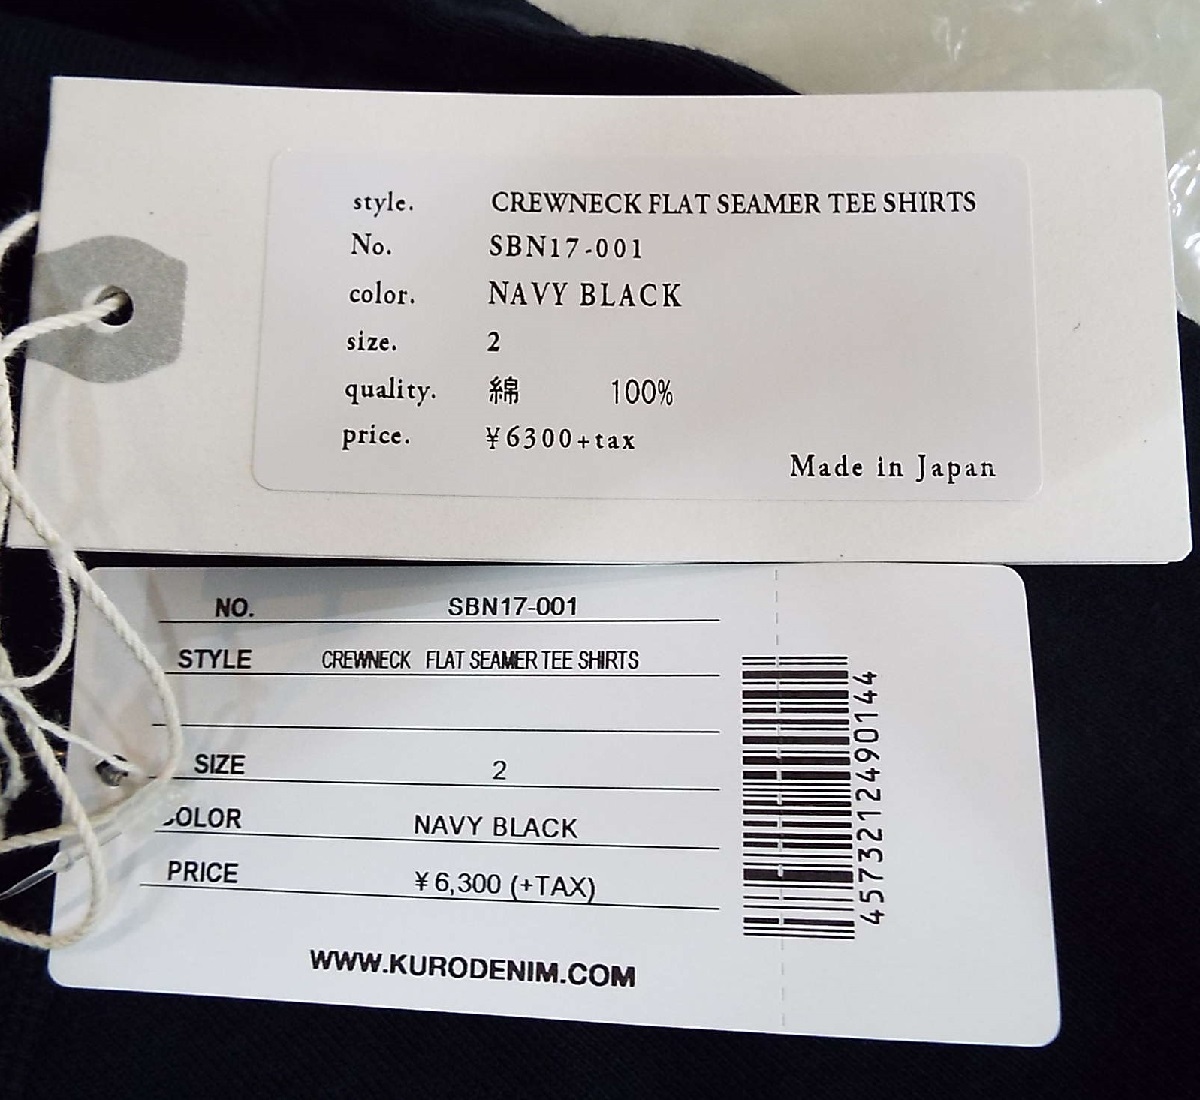 style. CREWNECK FLAT SEAMER TEE SHIRTS
No. SBN17-001
color. NAVY BLACK
size. 2
quality. 綿 100%
price. ¥6300+tax
Made in Japan
NO. SBN17-001
STYLE CREWNECK FLAT SEAMER TEE SHIRTS
SIZE 2
COLOR NAVY BLACK
PRICE ¥6,300 (+TAX)
WWW.KURODENIM.COM
4573212490144